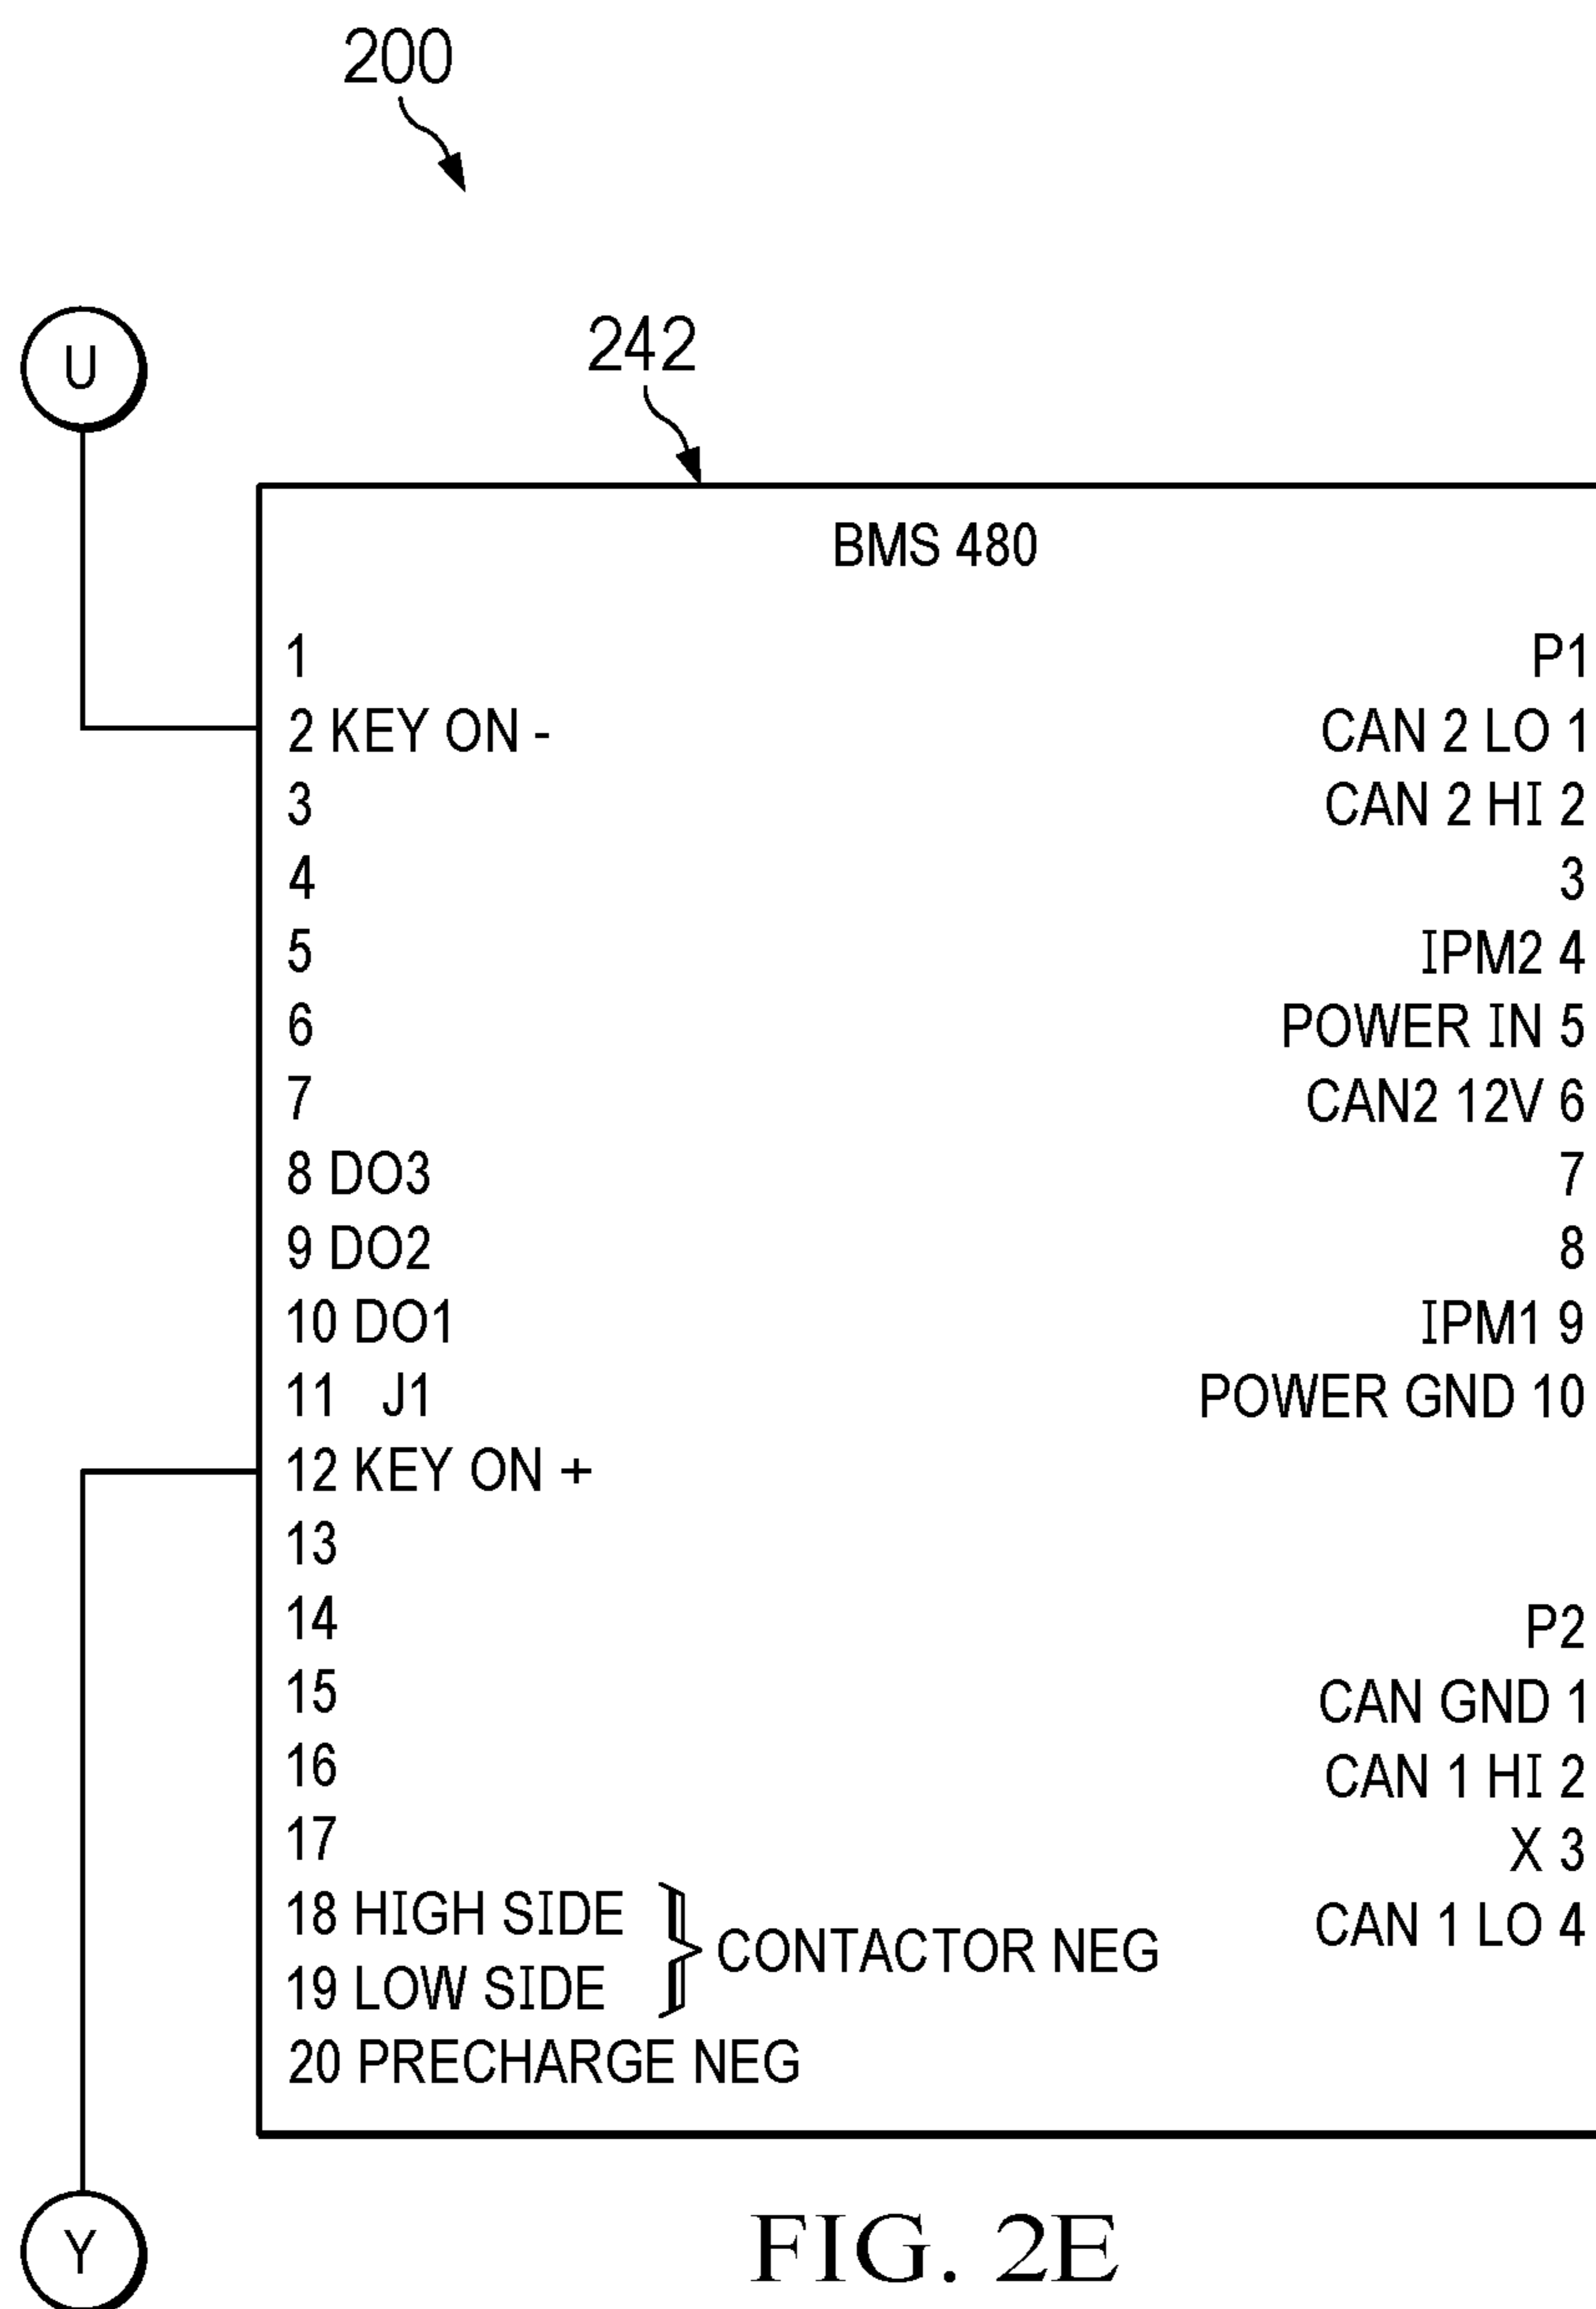 200
242
U
BMS 480
1
2 KEY ON -
3
4
5
6
7
8 DO3
9 DO2
10 DO1
11 J1
12 KEY ON +
13
14
15
16
17
18 HIGH SIDE
19 LOW SIDE
CONTACTOR NEG
20 PRECHARGE NEG
P1
CAN 2 LO 1
CAN 2 HI 2
3
IPM2 4
POWER IN 5
CAN2 12V 6
7
8
IPM1 9
POWER GND 10
P2
CAN GND 1
CAN 1 HI 2
X 3
CAN 1 LO 4
Y
FIG. 2E